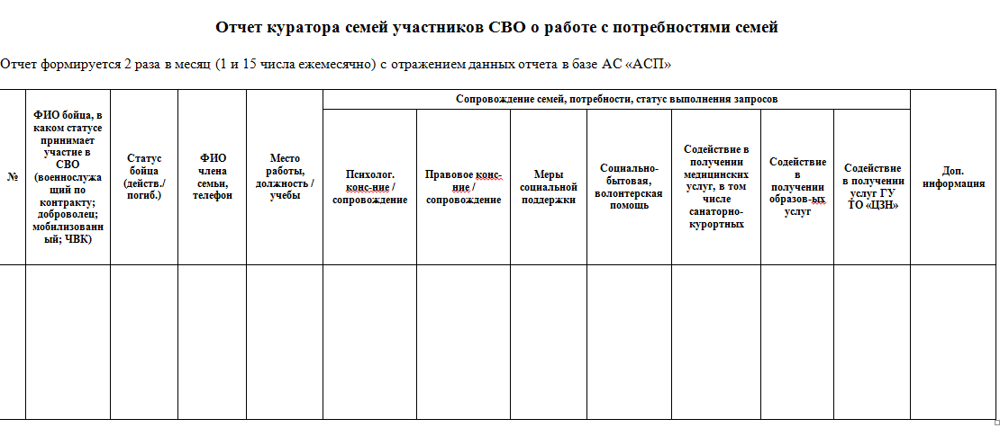 Отчет куратора семей участников СВО о работе с потребностями семей
Отчет формируется 2 раза в месяц (1 и 15 числа ежемесячно) с отражением данных отчета в базе АС «АСП»
№
ФИО бойца, в
каком статусе
принимает
участие в
СВО
(военнослужа
щий по
контракту;
доброволец;
мобилизованн
ый; ЧВК)
Статус
бойца
(действ./
погиб.)
ФИО
члена
семьи,
телефон
Место
работы,
должность /
учебы
Сопровождение семей, потребности, статус выполнения запросов
Психолог.
конс-ние /
сопровождение
Правовое конс-
ние /
сопровождение
Меры
социальной
поддержки
Социально-
бытовая,
волонтерская
помощь
Содействие в
получении
медицинских
услуг, в том
числе
санаторно-
курортных
Содействие
в
получении
образов-ых
услуг
Содействие
в получении
услуг ГУ
ТО «ЦЗН»
Доп.
информация